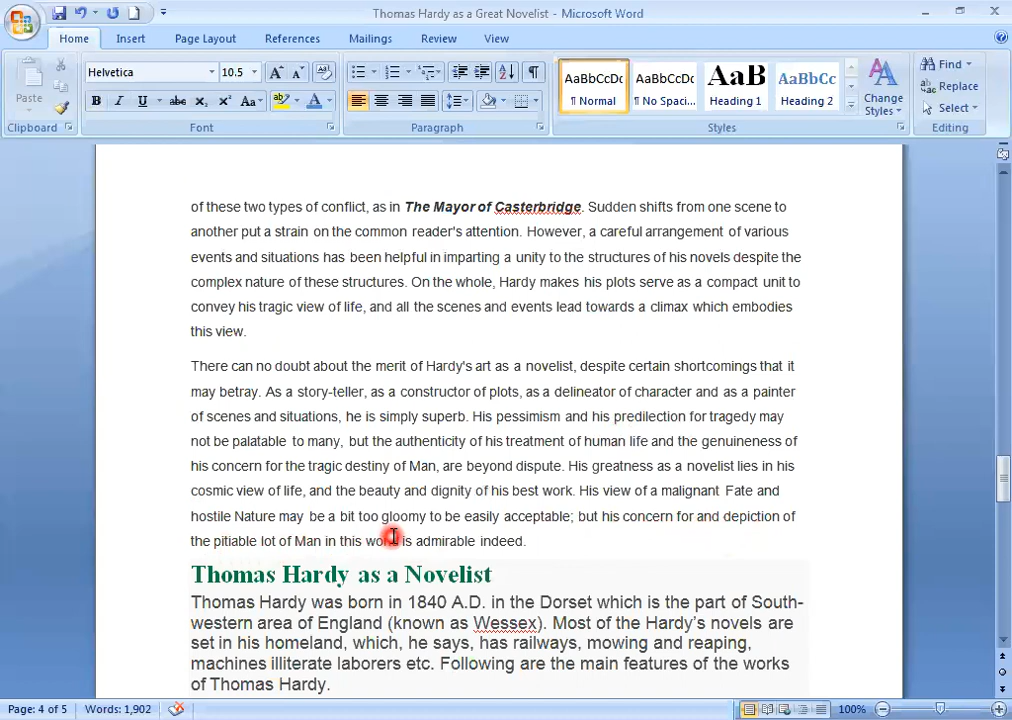 Thomas Hardy as a Great Novelist - Microsoft Word
Home Insert Page Layout References Mailings Review View
Paste
Clipboard
Helvetica 10.5
Font
Paragraph
AaBbCcDc AaBbCcDc AaB AaBbCc
¶ Normal ¶ No Spaci... Heading 1 Heading 2
Change Styles
Styles
Find
Replace
Select
Editing
of these two types of conflict, as in The Mayor of Casterbridge. Sudden shifts from one scene to
another put a strain on the common reader's attention. However, a careful arrangement of various
events and situations has been helpful in imparting a unity to the structures of his novels despite the
complex nature of these structures. On the whole, Hardy makes his plots serve as a compact unit to
convey his tragic view of life, and all the scenes and events lead towards a climax which embodies
this view.
There can no doubt about the merit of Hardy's art as a novelist, despite certain shortcomings that it
may betray. As a story-teller, as a constructor of plots, as a delineator of character and as a painter
of scenes and situations, he is simply superb. His pessimism and his predilection for tragedy may
not be palatable to many, but the authenticity of his treatment of human life and the genuineness of
his concern for the tragic destiny of Man, are beyond dispute. His greatness as a novelist lies in his
cosmic view of life, and the beauty and dignity of his best work. His view of a malignant Fate and
hostile Nature may be a bit too gloomy to be easily acceptable; but his concern for and depiction of
the pitiable lot of Man in this world is admirable indeed.
Thomas Hardy as a Novelist
Thomas Hardy was born in 1840 A.D. in the Dorset which is the part of South-
western area of England (known as Wessex). Most of the Hardy’s novels are
set in his homeland, which, he says, has railways, mowing and reaping,
machines illiterate laborers etc. Following are the main features of the works
of Thomas Hardy.
Page: 4 of 5 Words: 1,902 100%